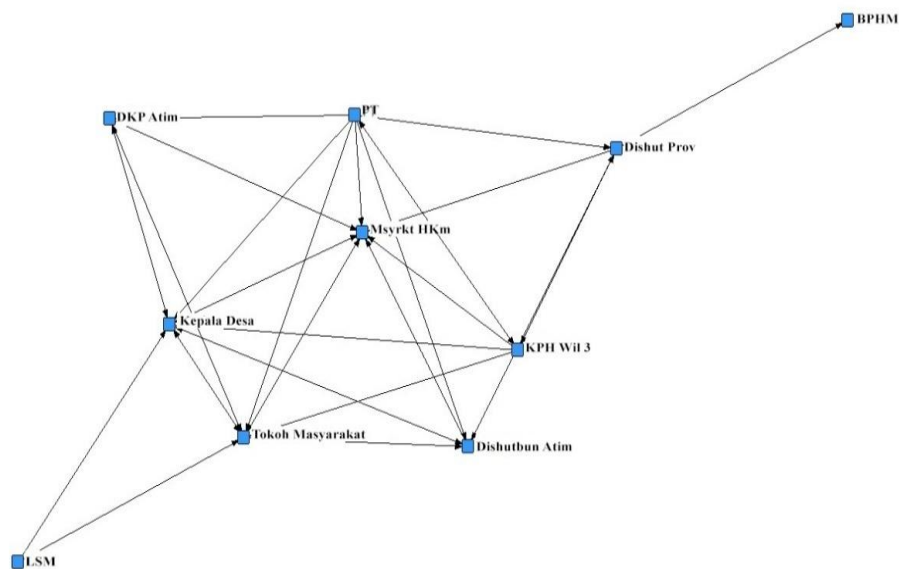 BPHM
DKP Atim
PT
Dishut Prov
Msyrkt HKm
Kepala Desa
KPH Wil 3
Tokoh Masyarakat
Dishutbun Atim
LSM